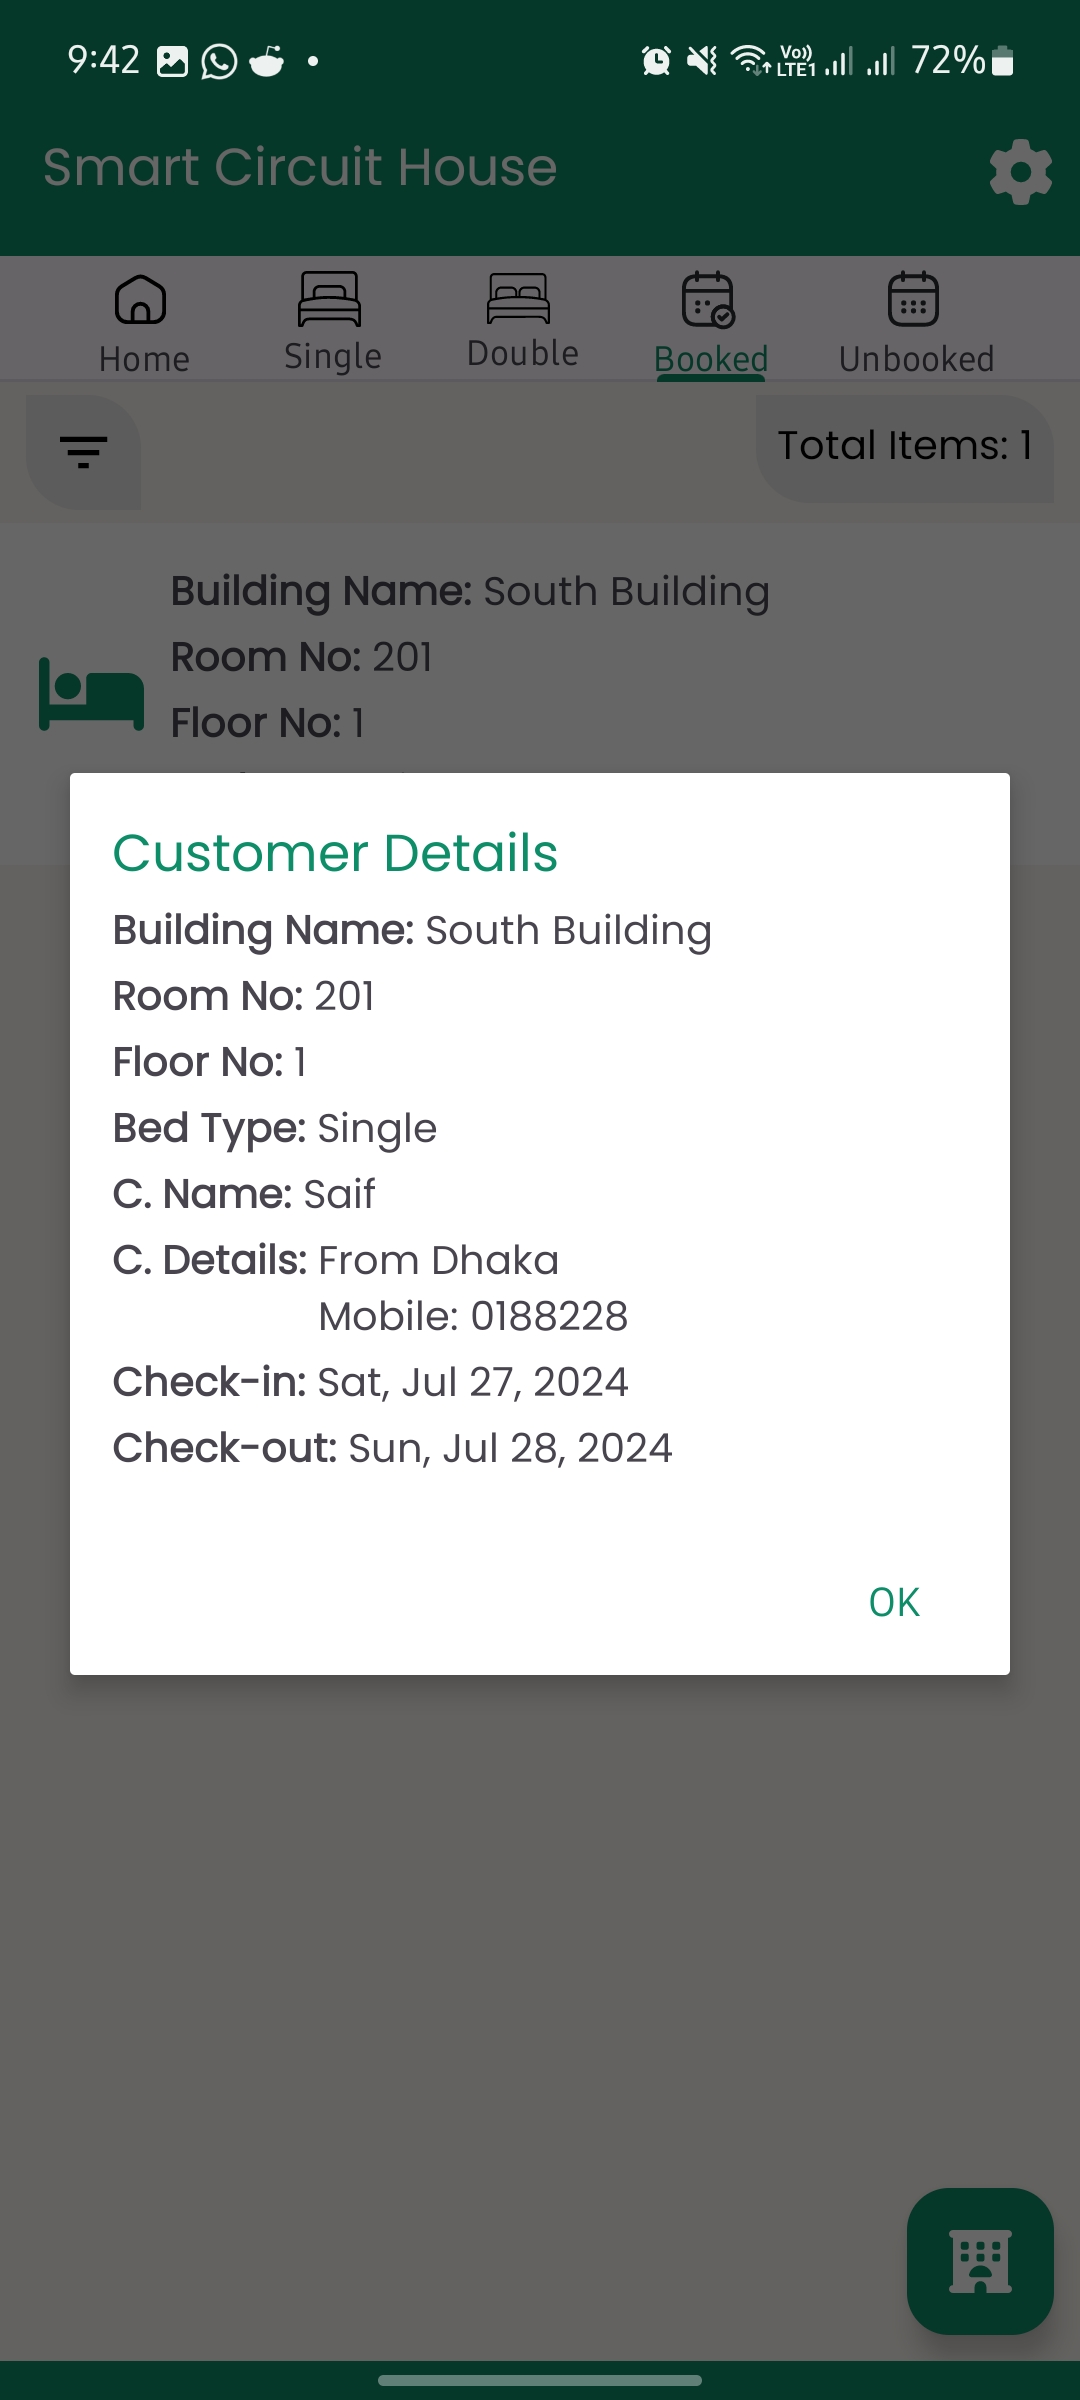 9:42
Vo)) LTE1 72%
Smart Circuit House
Home Single Double Booked Unbooked
Total Items: 1
Building Name: South Building
Room No: 201
Floor No: 1
Customer Details
Building Name: South Building
Room No: 201
Floor No: 1
Bed Type: Single
C. Name: Saif
C. Details: From Dhaka
Mobile: 0188228
Check-in: Sat, Jul 27, 2024
Check-out: Sun, Jul 28, 2024
OK